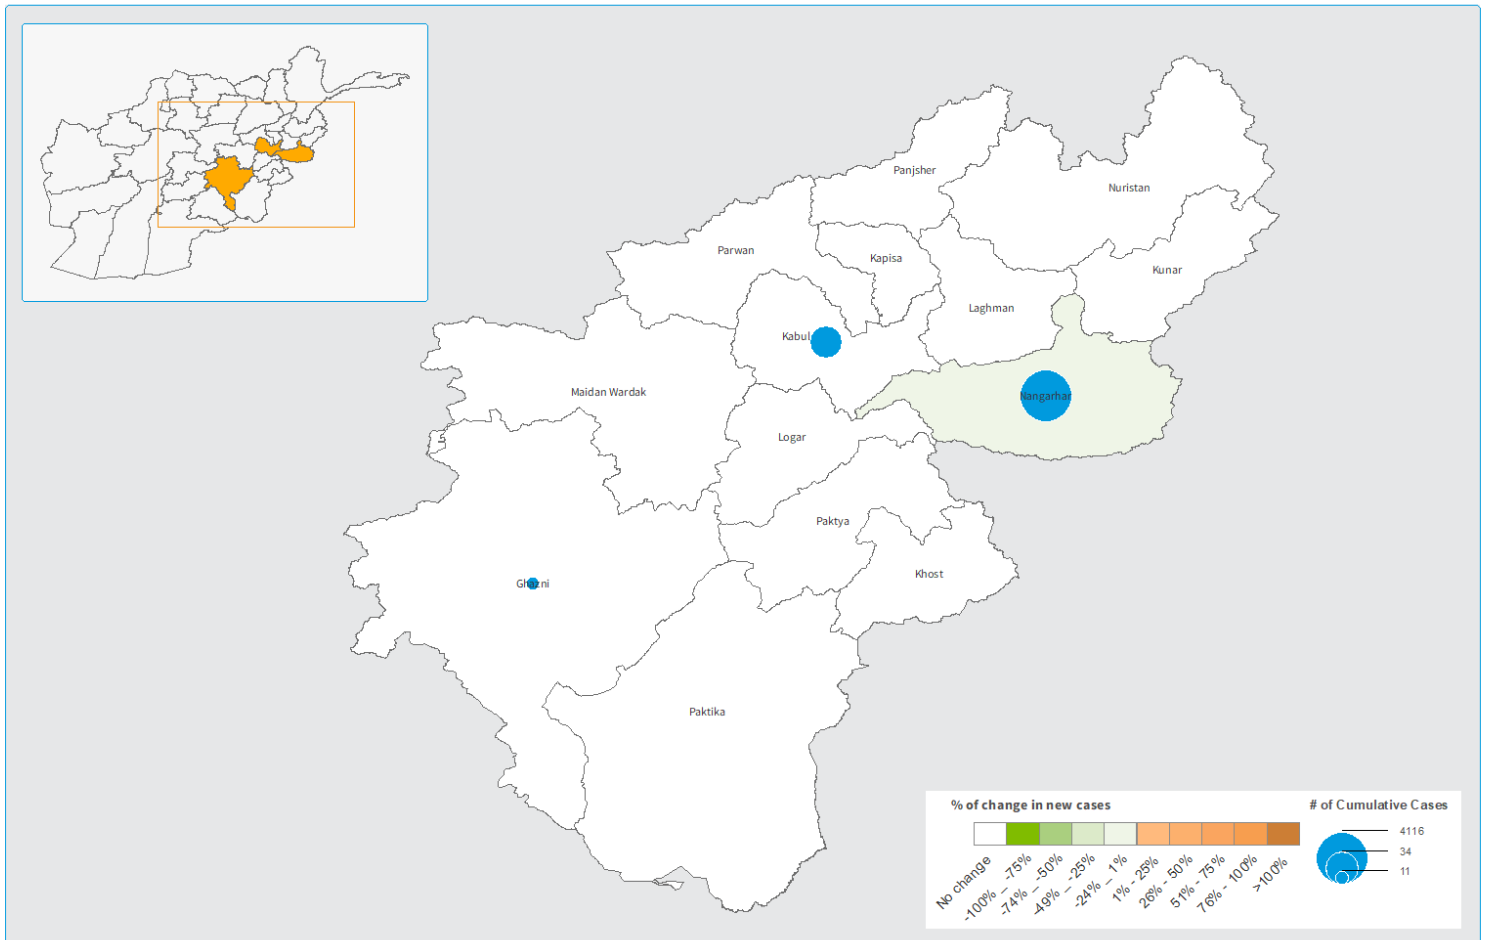 Panjsher
Nuristan
Parwan
Kapisa
Kunar
Laghman
Kabul
Maidan Wardak
Nangarhar
Logar
Paktya
Khost
Ghazni
Paktika
% of change in new cases
No change
-100% _ -75%
-74% _ -50%
-49% _ -25%
-24% _ 1%
1% - 25%
26% - 50%
51% - 75%
76% - 100%
>100%
# of Cumulative Cases
4116
34
11